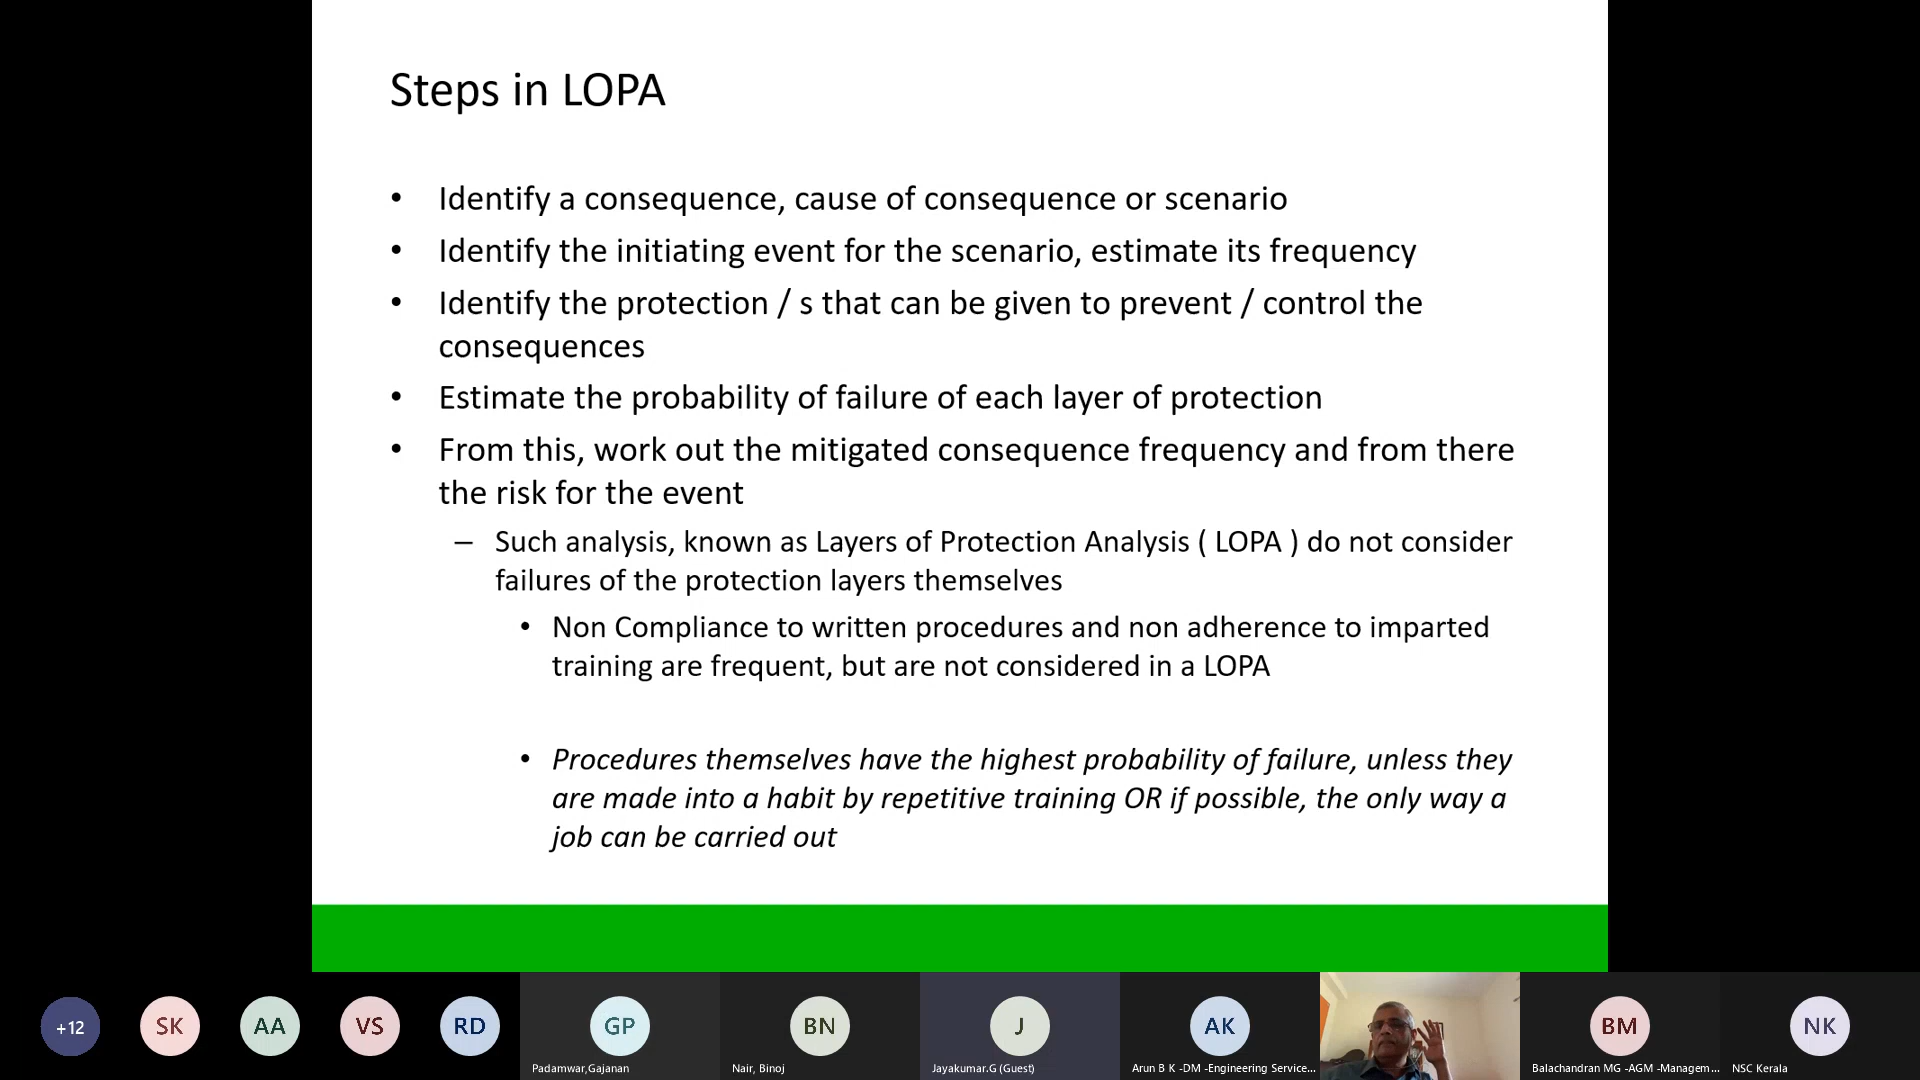 Steps in LOPA
• Identify a consequence, cause of consequence or scenario
• Identify the initiating event for the scenario, estimate its frequency
• Identify the protection / s that can be given to prevent / control the
consequences
• Estimate the probability of failure of each layer of protection
• From this, work out the mitigated consequence frequency and from there
the risk for the event
– Such analysis, known as Layers of Protection Analysis ( LOPA ) do not consider
failures of the protection layers themselves
• Non Compliance to written procedures and non adherence to imparted
training are frequent, but are not considered in a LOPA
• Procedures themselves have the highest probability of failure, unless they
are made into a habit by repetitive training OR if possible, the only way a
job can be carried out
+12
SK
AA
VS
RD
GP
BN
J
AK
BM
NK
Padamwar,Gajanan
Nair, Binoj
Jayakumar.G (Guest)
Arun B K -DM -Engineering Service...
Balachandran MG -AGM -Managem...
NSC Kerala